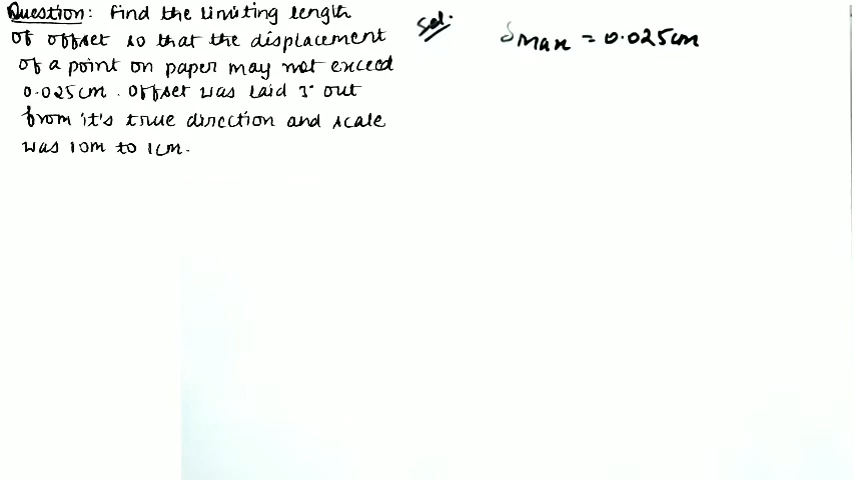 Question: Find the limiting length
of offset so that the displacement
of a point on paper may not exceed
0.025cm. Offset was laid 3° out
from it's true direction and scale
was 10m to 1cm.
Sol.
δmax = 0.025cm